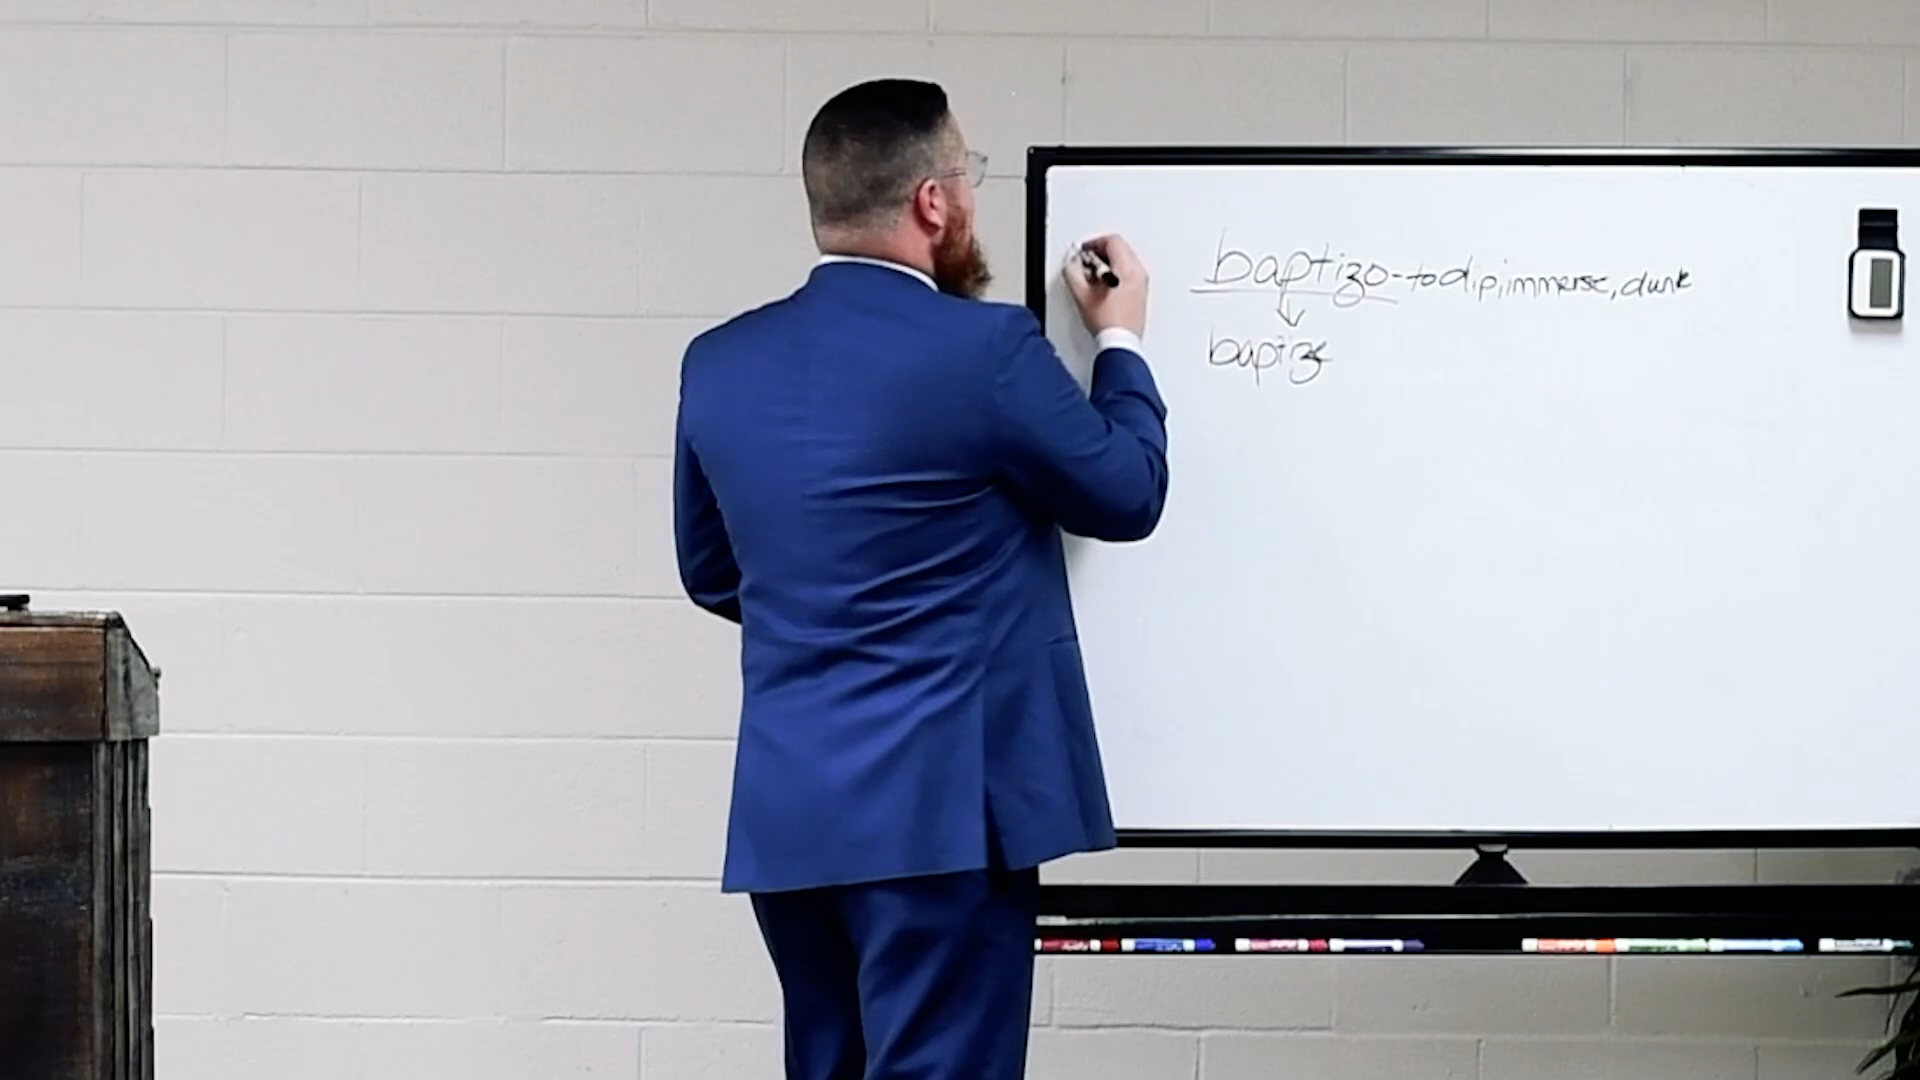 baptizo - to dip, immerse, dunk
↓
baptize